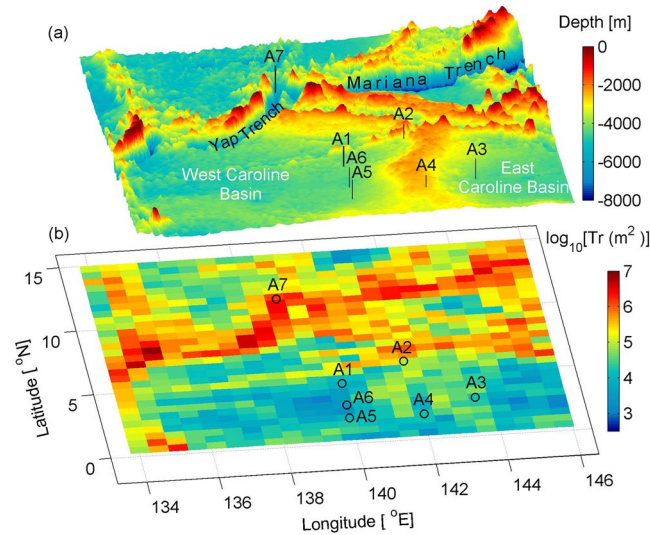 (a)
Depth [m]
A7
Mariana Trench
Yap Trench
A2
A1
A6
A5
A4
A3
West Caroline
Basin
East
Caroline Basin
0
-2000
-4000
-6000
-8000
(b)
log10[Tr (m2 )]
15
10
5
0
Latitude [ oN]
A7
A2
A1
A6
A5
A4
A3
7
6
5
4
3
134
136
138
140
142
144
146
Longitude [ oE]